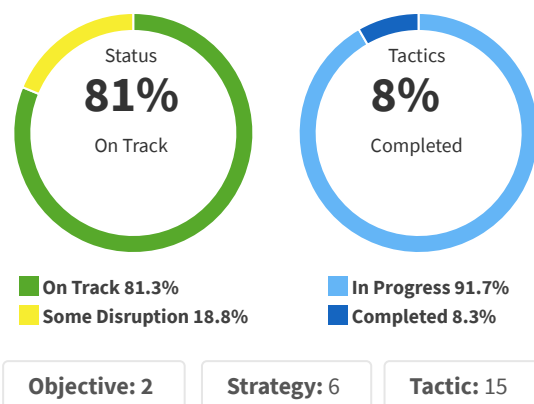 Status
81%
On Track
Tactics
8%
Completed
On Track 81.3%
Some Disruption 18.8%
In Progress 91.7%
Completed 8.3%
Objective: 2
Strategy: 6
Tactic: 15